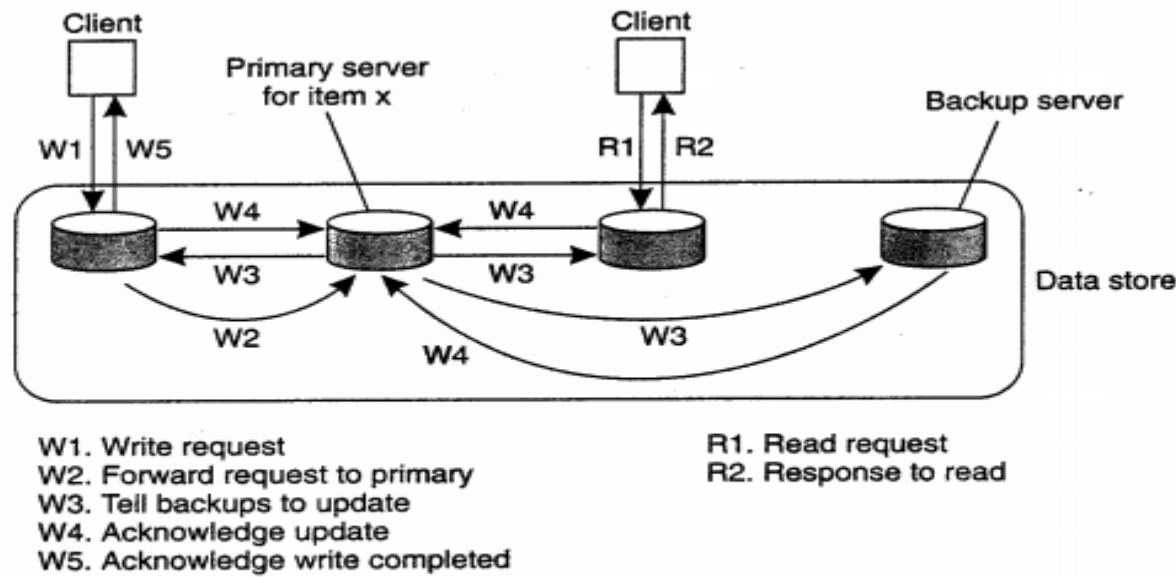 Client
Client
Primary server
for item x
Backup server
W1
W5
R1
R2
W4
W4
W3
W3
Data store
W2
W3
W4
W1. Write request
W2. Forward request to primary
W3. Tell backups to update
W4. Acknowledge update
W5. Acknowledge write completed
R1. Read request
R2. Response to read